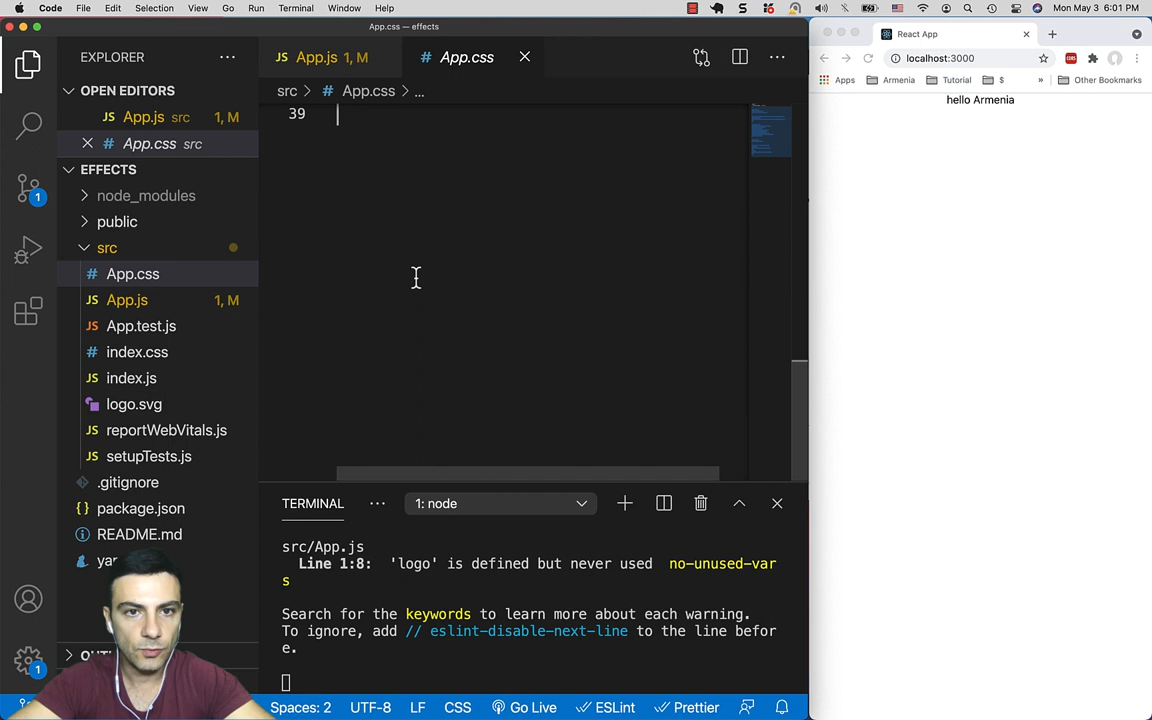 Code File Edit Selection View Go Run Terminal Window Help
Mon May 3 6:01 PM
App.css — effects
EXPLORER
OPEN EDITORS
JS App.js src 1, M
# App.css src
EFFECTS
node_modules
public
src
# App.css
JS App.js 1, M
JS App.test.js
# index.css
JS index.js
logo.svg
JS reportWebVitals.js
JS setupTests.js
.gitignore
{} package.json
README.md
JS App.js 1, M # App.css
src > # App.css > ...
39
TERMINAL 1: node
src/App.js
Line 1:8: 'logo' is defined but never used no-unused-var
s
Search for the keywords to learn more about each warning.
To ignore, add // eslint-disable-next-line to the line befor
e.
Spaces: 2 UTF-8 LF CSS Go Live ESLint Prettier
1
1
React App
localhost:3000
Apps Armenia Tutorial $ » Other Bookmarks
hello Armenia